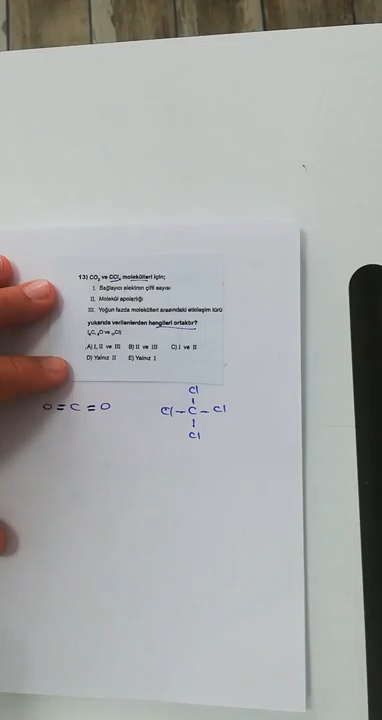 13) CO₂ ve CCl₄ molekülleri için;
I. Bağlayıcı elektron çifti sayısı
II. Molekül apolarlığı
III. Yoğun fazda molekülleri arasındaki etkileşim türü
yukarıda verilenlerden hangileri ortaktır?
(₆C, ₈O ve ₁₇Cl)
A) I, II ve III B) II ve III C) I ve II
D) Yalnız II E) Yalnız I
Cl
O = C = O Cl – C – Cl
Cl